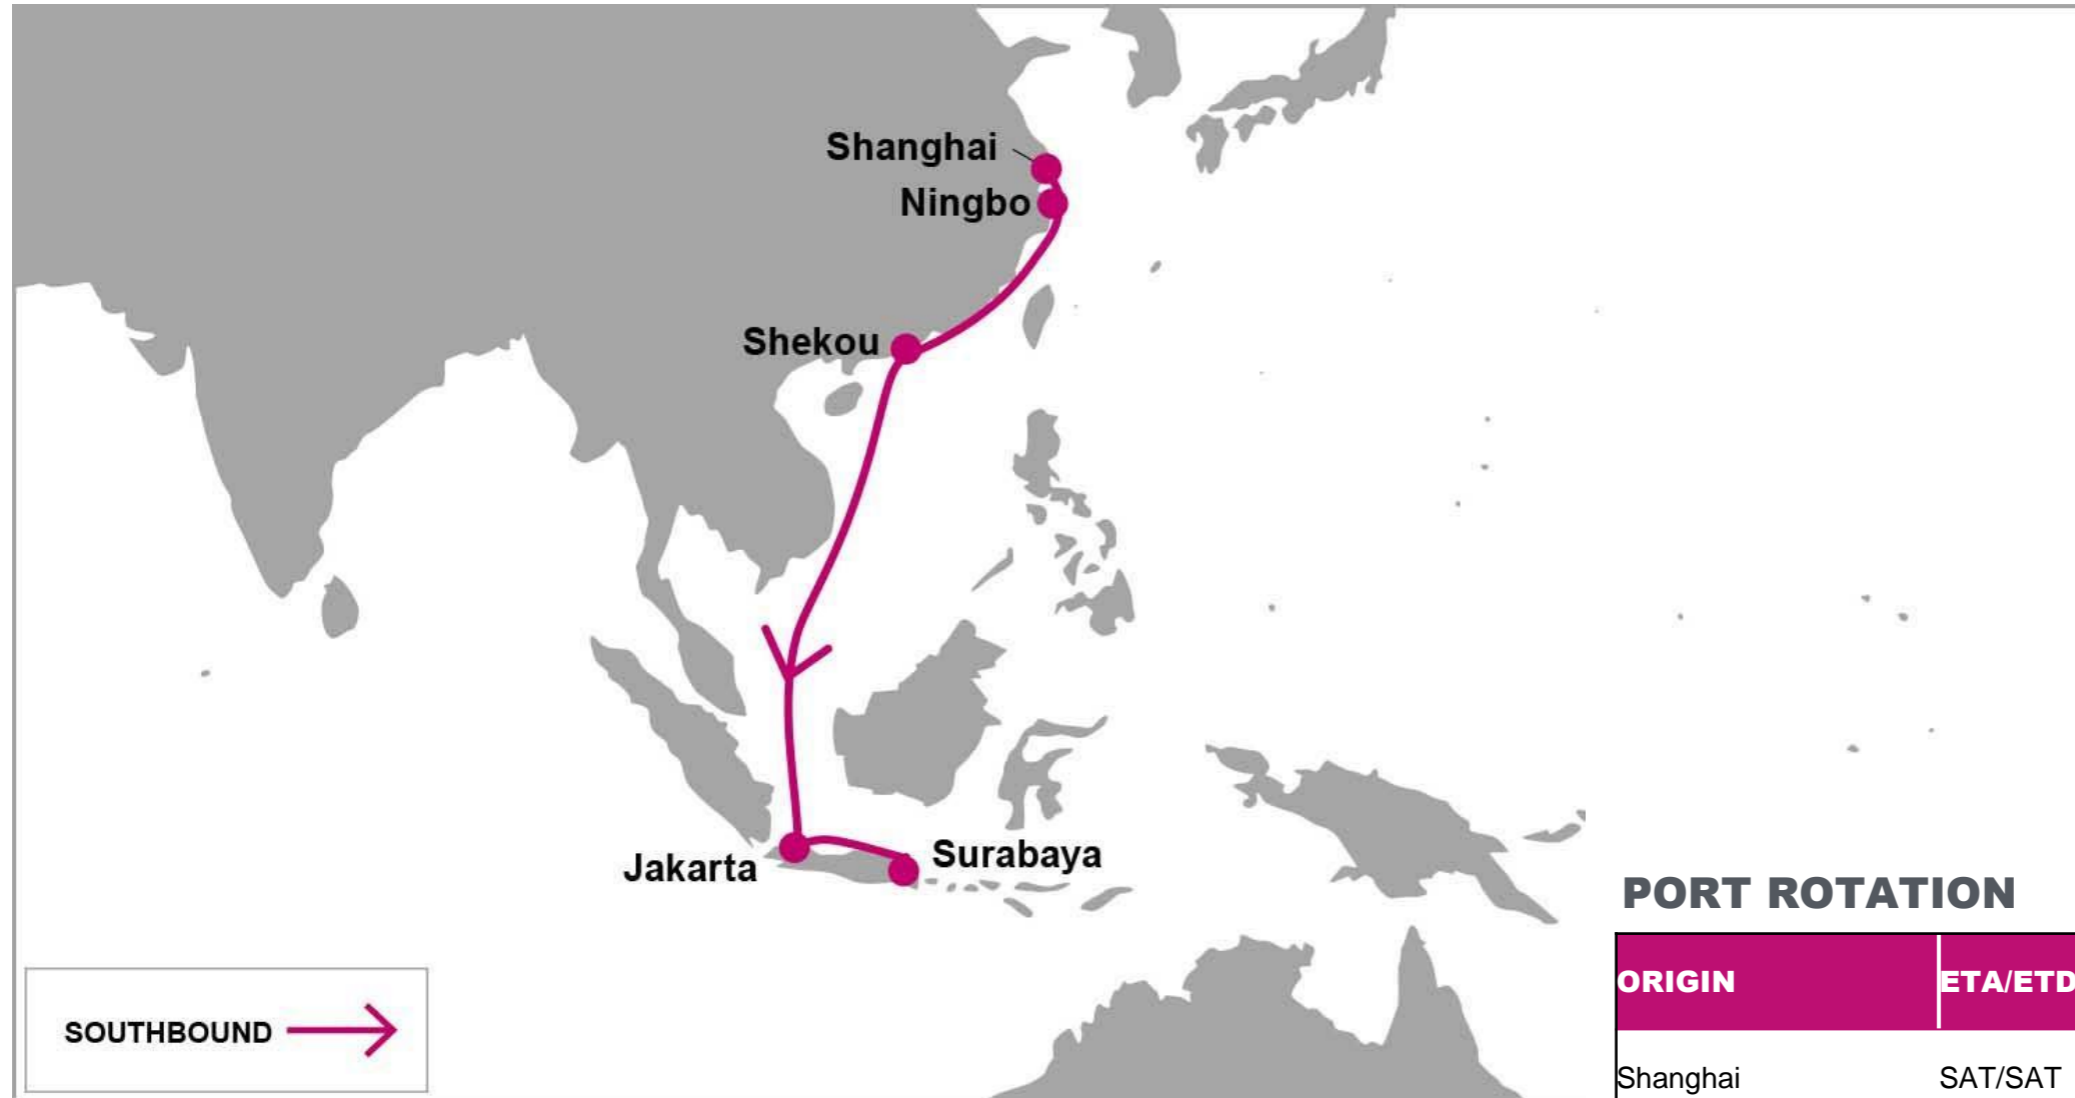 Shanghai
Ningbo
Shekou
Jakarta
Surabaya
SOUTHBOUND
PORT ROTATION
ORIGIN ETA/ETD
Shanghai SAT/SAT